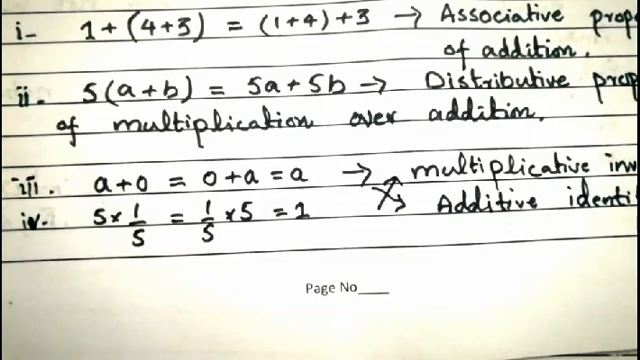 i- 1+(4+3) = (1+4)+3 → Associative prop
of addition.
ii. 5(a+b) = 5a+5b → Distributive prop
of multiplication over addition.
iii. a+0 = 0+a = a → multiplicative inv
iv. 5×1/5 = 1/5×5 = 1 Additive identi
Page No____